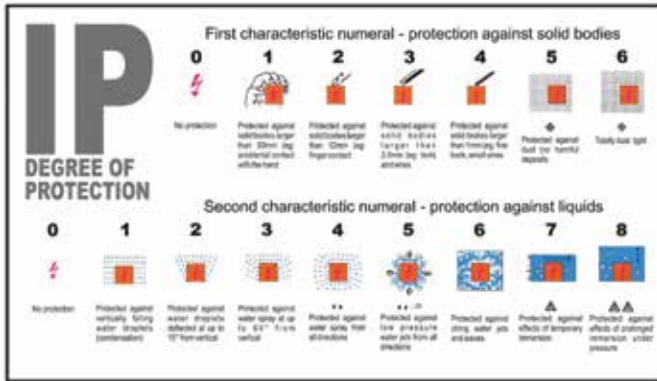 IP
DEGREE OF
PROTECTION
First characteristic numeral - protection against solid bodies
0 1 2 3 4 5 6
No protection
Protected against
solid bodies larger
than 50mm (eg
accidental contact
with the hand
Protected against
solid bodies larger
than 12mm (eg
finger contact
Protected against
solid bodies
larger than
2.5mm (eg tools
and wires
Protected against
solid bodies larger
than 1mm (eg fine
tools, small wires
Protected against
dust (no harmful
deposits
Totally dust tight
Second characteristic numeral - protection against liquids
0 1 2 3 4 5 6 7 8
No protection
Protected against
vertically falling
water droplets
(condensation)
Protected against
water droplets
deflected at up to
15° from vertical
Protected against
water spray at up
to 60° from
vertical
Protected against
water spray from
all directions
Protected against
low pressure
water jets from all
directions
Protected against
strong water jets
and waves
Protected against
effects of temporary
immersion
Protected against
effects of prolonged
immersion under
pressure